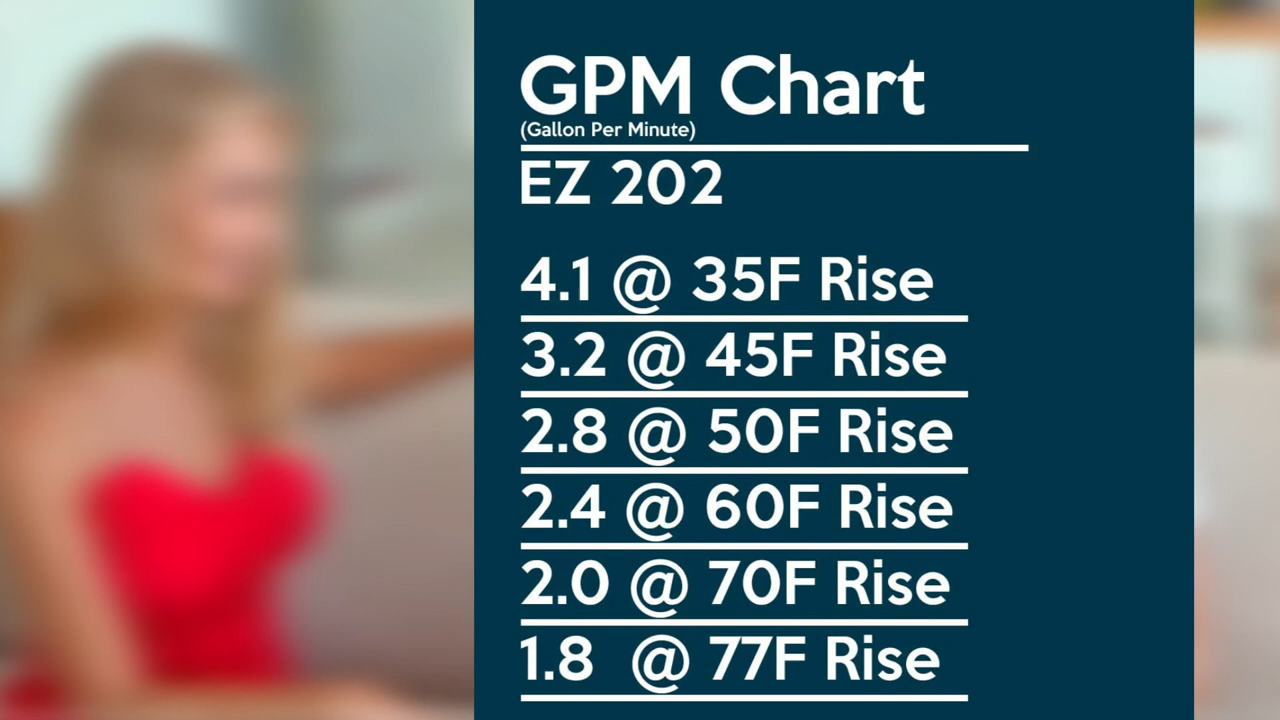 GPM Chart
(Gallon Per Minute)
EZ 202
4.1 @ 35F Rise
3.2 @ 45F Rise
2.8 @ 50F Rise
2.4 @ 60F Rise
2.0 @ 70F Rise
1.8 @ 77F Rise